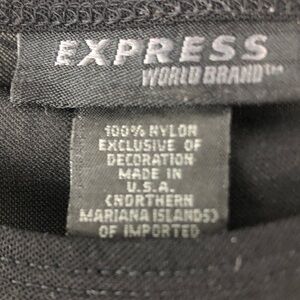 EXPRESS
WORLD BRAND™
100% NYLON
EXCLUSIVE OF
DECORATION
MADE IN
U.S.A.
(NORTHERN
MARIANA ISLANDS)
OF IMPORTED